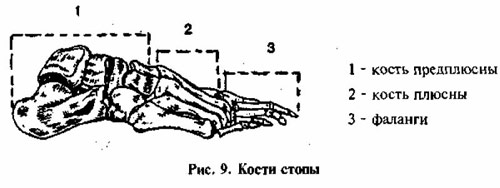 1
2
3
1 - кость предплюсны
2 - кость плюсны
3 - фаланги
Рис. 9. Кости стопы